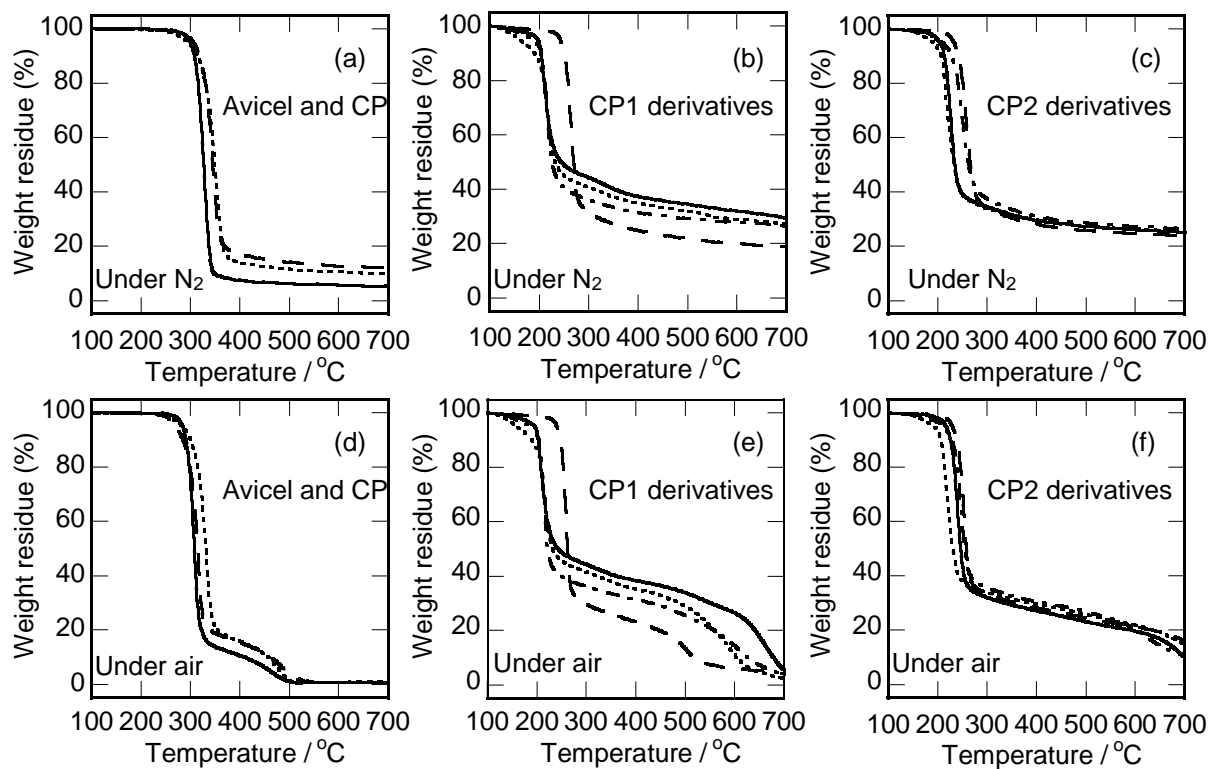 100
80
60
40
20
0
Weight residue (%)
(a)
Avicel and CP
Under N2
100 200 300 400 500 600 700
Temperature / °C
100
80
60
40
20
0
Weight residue (%)
(b)
CP1 derivatives
Under N2
100 200 300 400 500 600 700
Temperature / °C
100
80
60
40
20
0
Weight residue (%)
(c)
CP2 derivatives
Under N2
100 200 300 400 500 600 700
Temperature / °C
100
80
60
40
20
0
Weight residue (%)
(d)
Avicel and CP
Under air
100 200 300 400 500 600 700
Temperature / °C
100
80
60
40
20
0
Weight residue (%)
(e)
CP1 derivatives
Under air
100 200 300 400 500 600 700
Temperature / °C
100
80
60
40
20
0
Weight residue (%)
(f)
CP2 derivatives
Under air
100 200 300 400 500 600 700
Temperature / °C